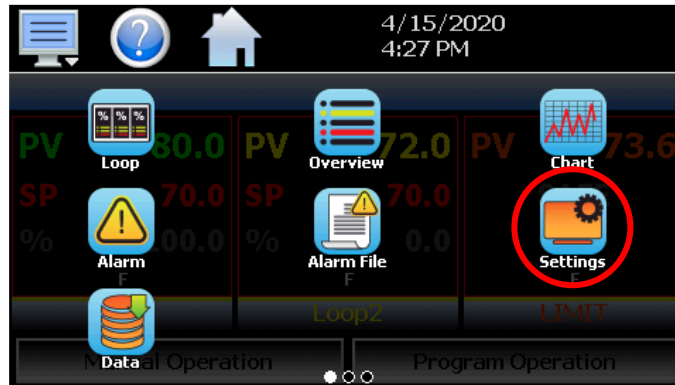 4/15/2020
4:27 PM
% % %
Loop
Overview
Chart
PV 80.0 PV 72.0 PV 73.6
SP 70.0 SP 70.0
% 00.0 % 0.0
Alarm
Alarm File
Settings
F F F
Loop2 LIMIT
Data
M al Operation Program Operation